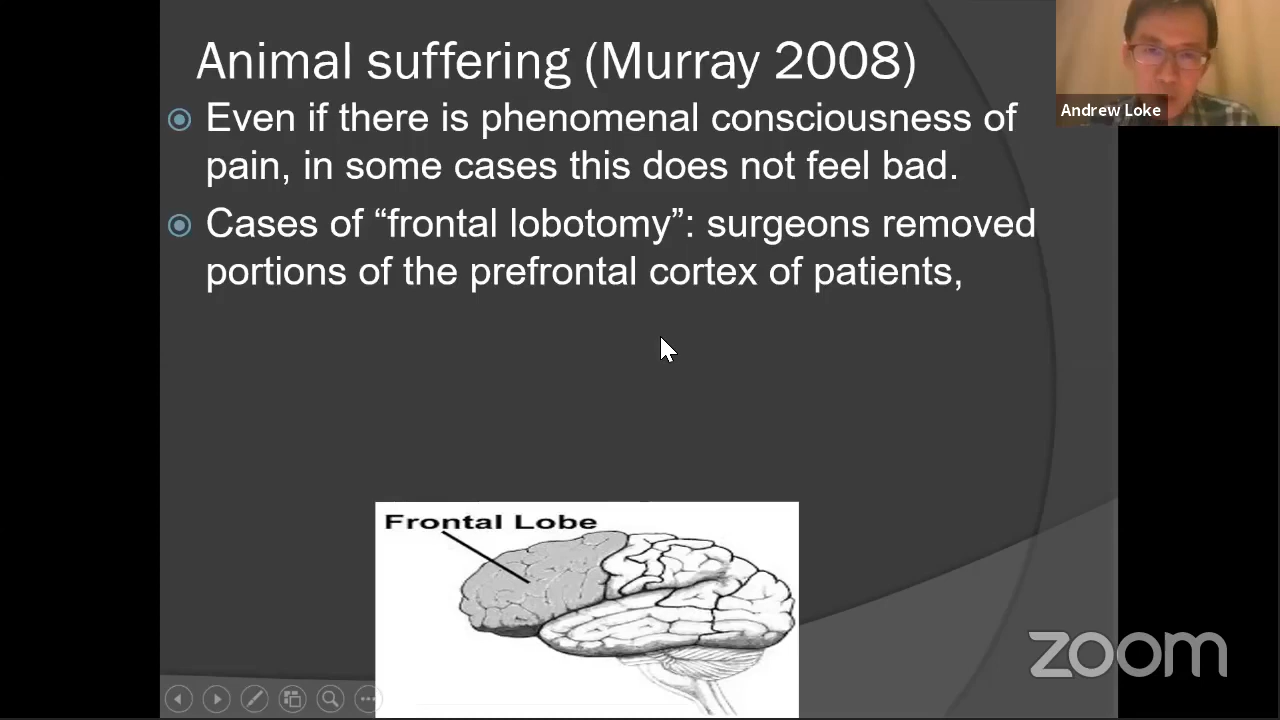 Animal suffering (Murray 2008)
Even if there is phenomenal consciousness of
pain, in some cases this does not feel bad.
Cases of “frontal lobotomy”: surgeons removed
portions of the prefrontal cortex of patients,
Andrew Loke
Frontal Lobe
zoom